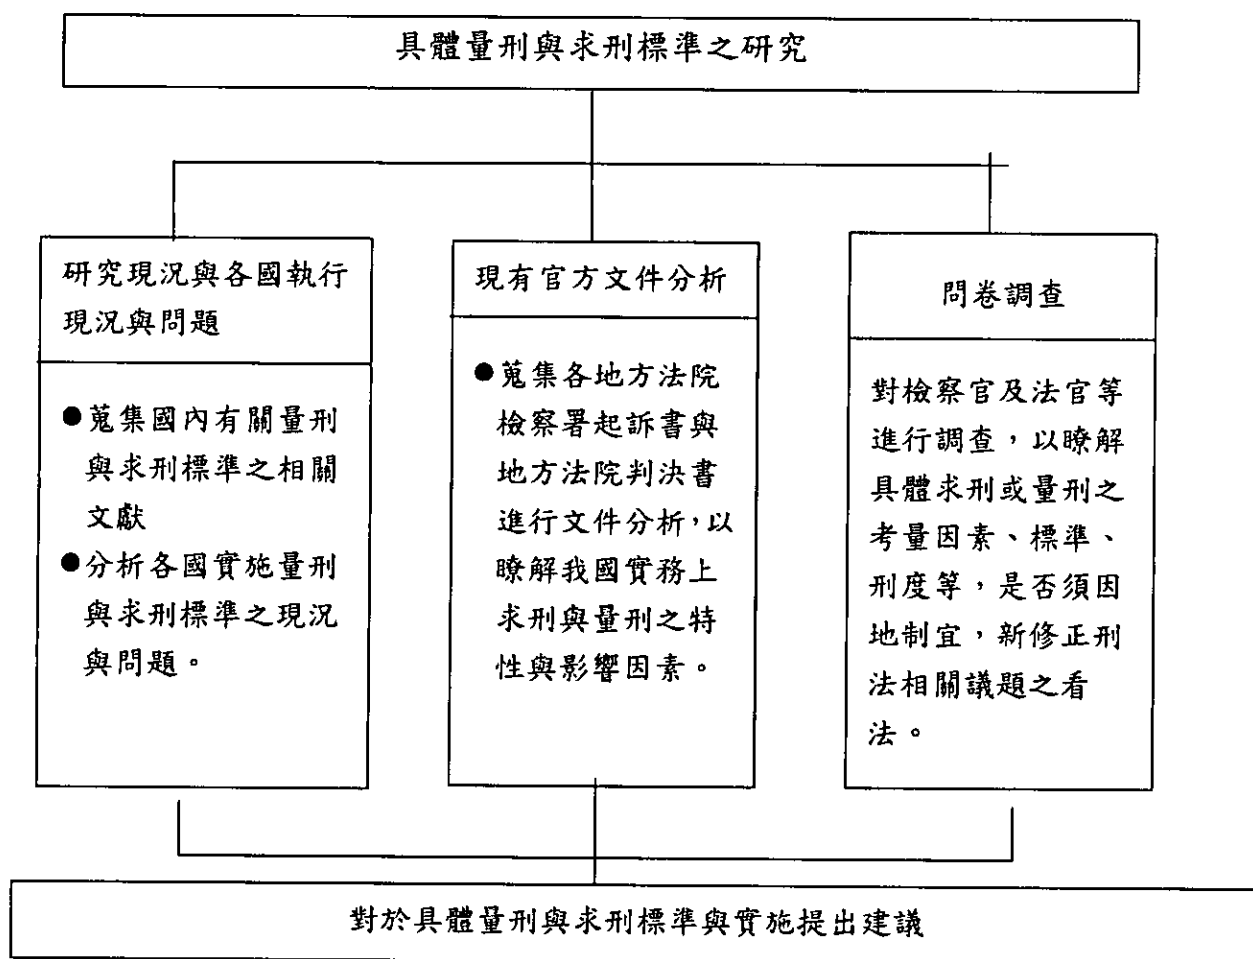 具體量刑與求刑標準之研究
研究現況與各國執行
現況與問題
●蒐集國內有關量刑
與求刑標準之相關
文獻
●分析各國實施量刑
與求刑標準之現況
與問題。
現有官方文件分析
●蒐集各地方法院
檢察署起訴書與
地方法院判決書
進行文件分析，以
瞭解我國實務上
求刑與量刑之特
性與影響因素。
問卷調查
對檢察官及法官等
進行調查，以瞭解
具體求刑或量刑之
考量因素、標準、
刑度等，是否須因
地制宜，新修正刑
法相關議題之看
法。
對於具體量刑與求刑標準與實施提出建議